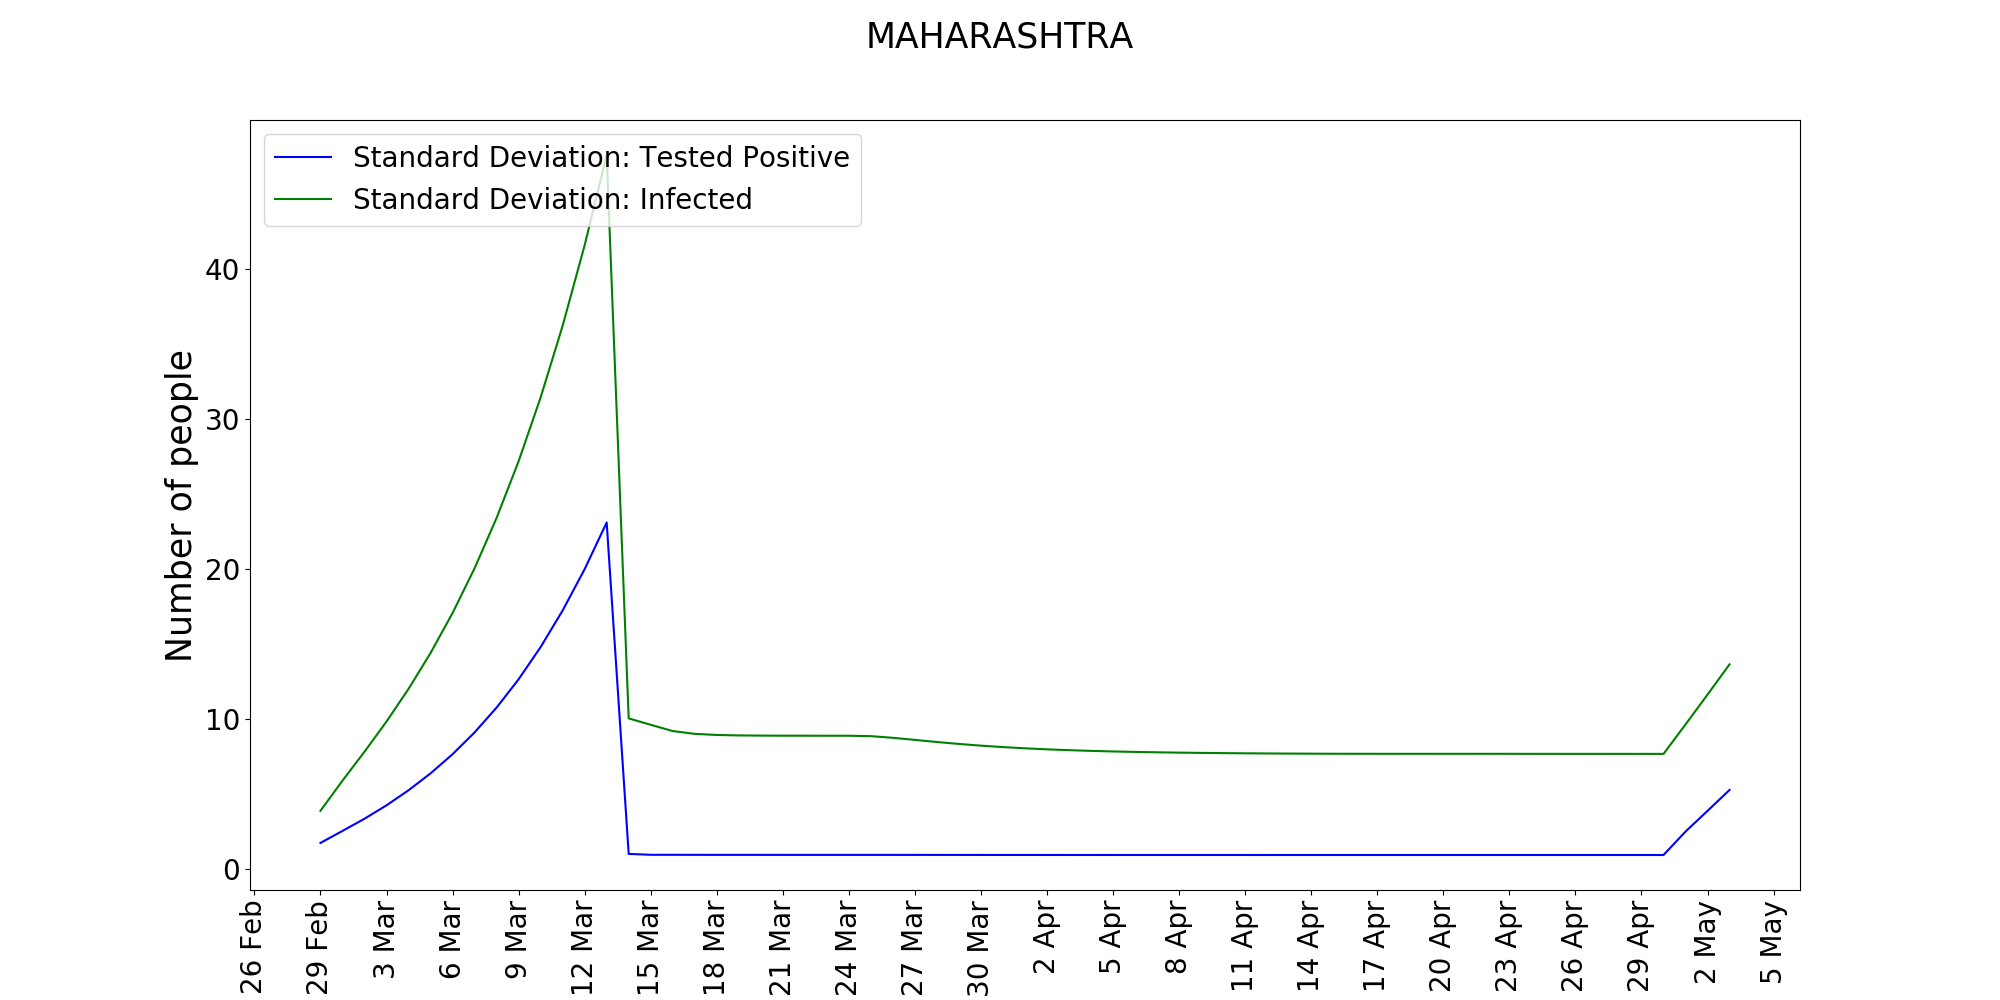 MAHARASHTRA
Standard Deviation: Tested Positive
Standard Deviation: Infected
Number of people
40
30
20
10
0
26 Feb
29 Feb
3 Mar
6 Mar
9 Mar
12 Mar
15 Mar
18 Mar
21 Mar
24 Mar
27 Mar
30 Mar
2 Apr
5 Apr
8 Apr
11 Apr
14 Apr
17 Apr
20 Apr
23 Apr
26 Apr
29 Apr
2 May
5 May